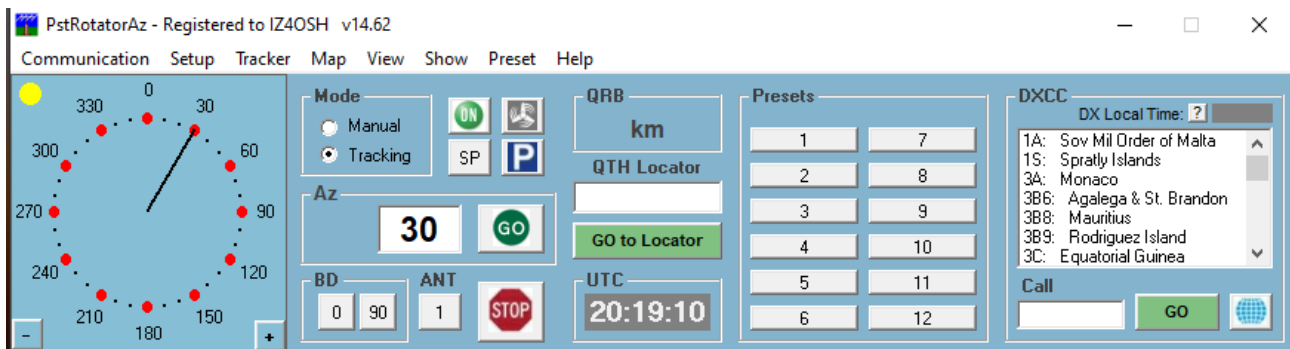 PstRotatorAz - Registered to IZ4OSH v14.62
Communication Setup Tracker Map View Show Preset Help
0
330 30
300 60
270 90
240 120
210 150
180
- +
Mode
Manual
Tracking
ON
SP P
Az
30 GO
BD
0 90
ANT
1
STOP
QRB
km
QTH Locator
GO to Locator
UTC
20:19:10
Presets
1 7
2 8
3 9
4 10
5 11
6 12
DXCC
DX Local Time: ?
1A: Sov Mil Order of Malta
1S: Spratly Islands
3A: Monaco
3B6: Agalega & St. Brandon
3B8: Mauritius
3B9: Rodriguez Island
3C: Equatorial Guinea
Call
GO